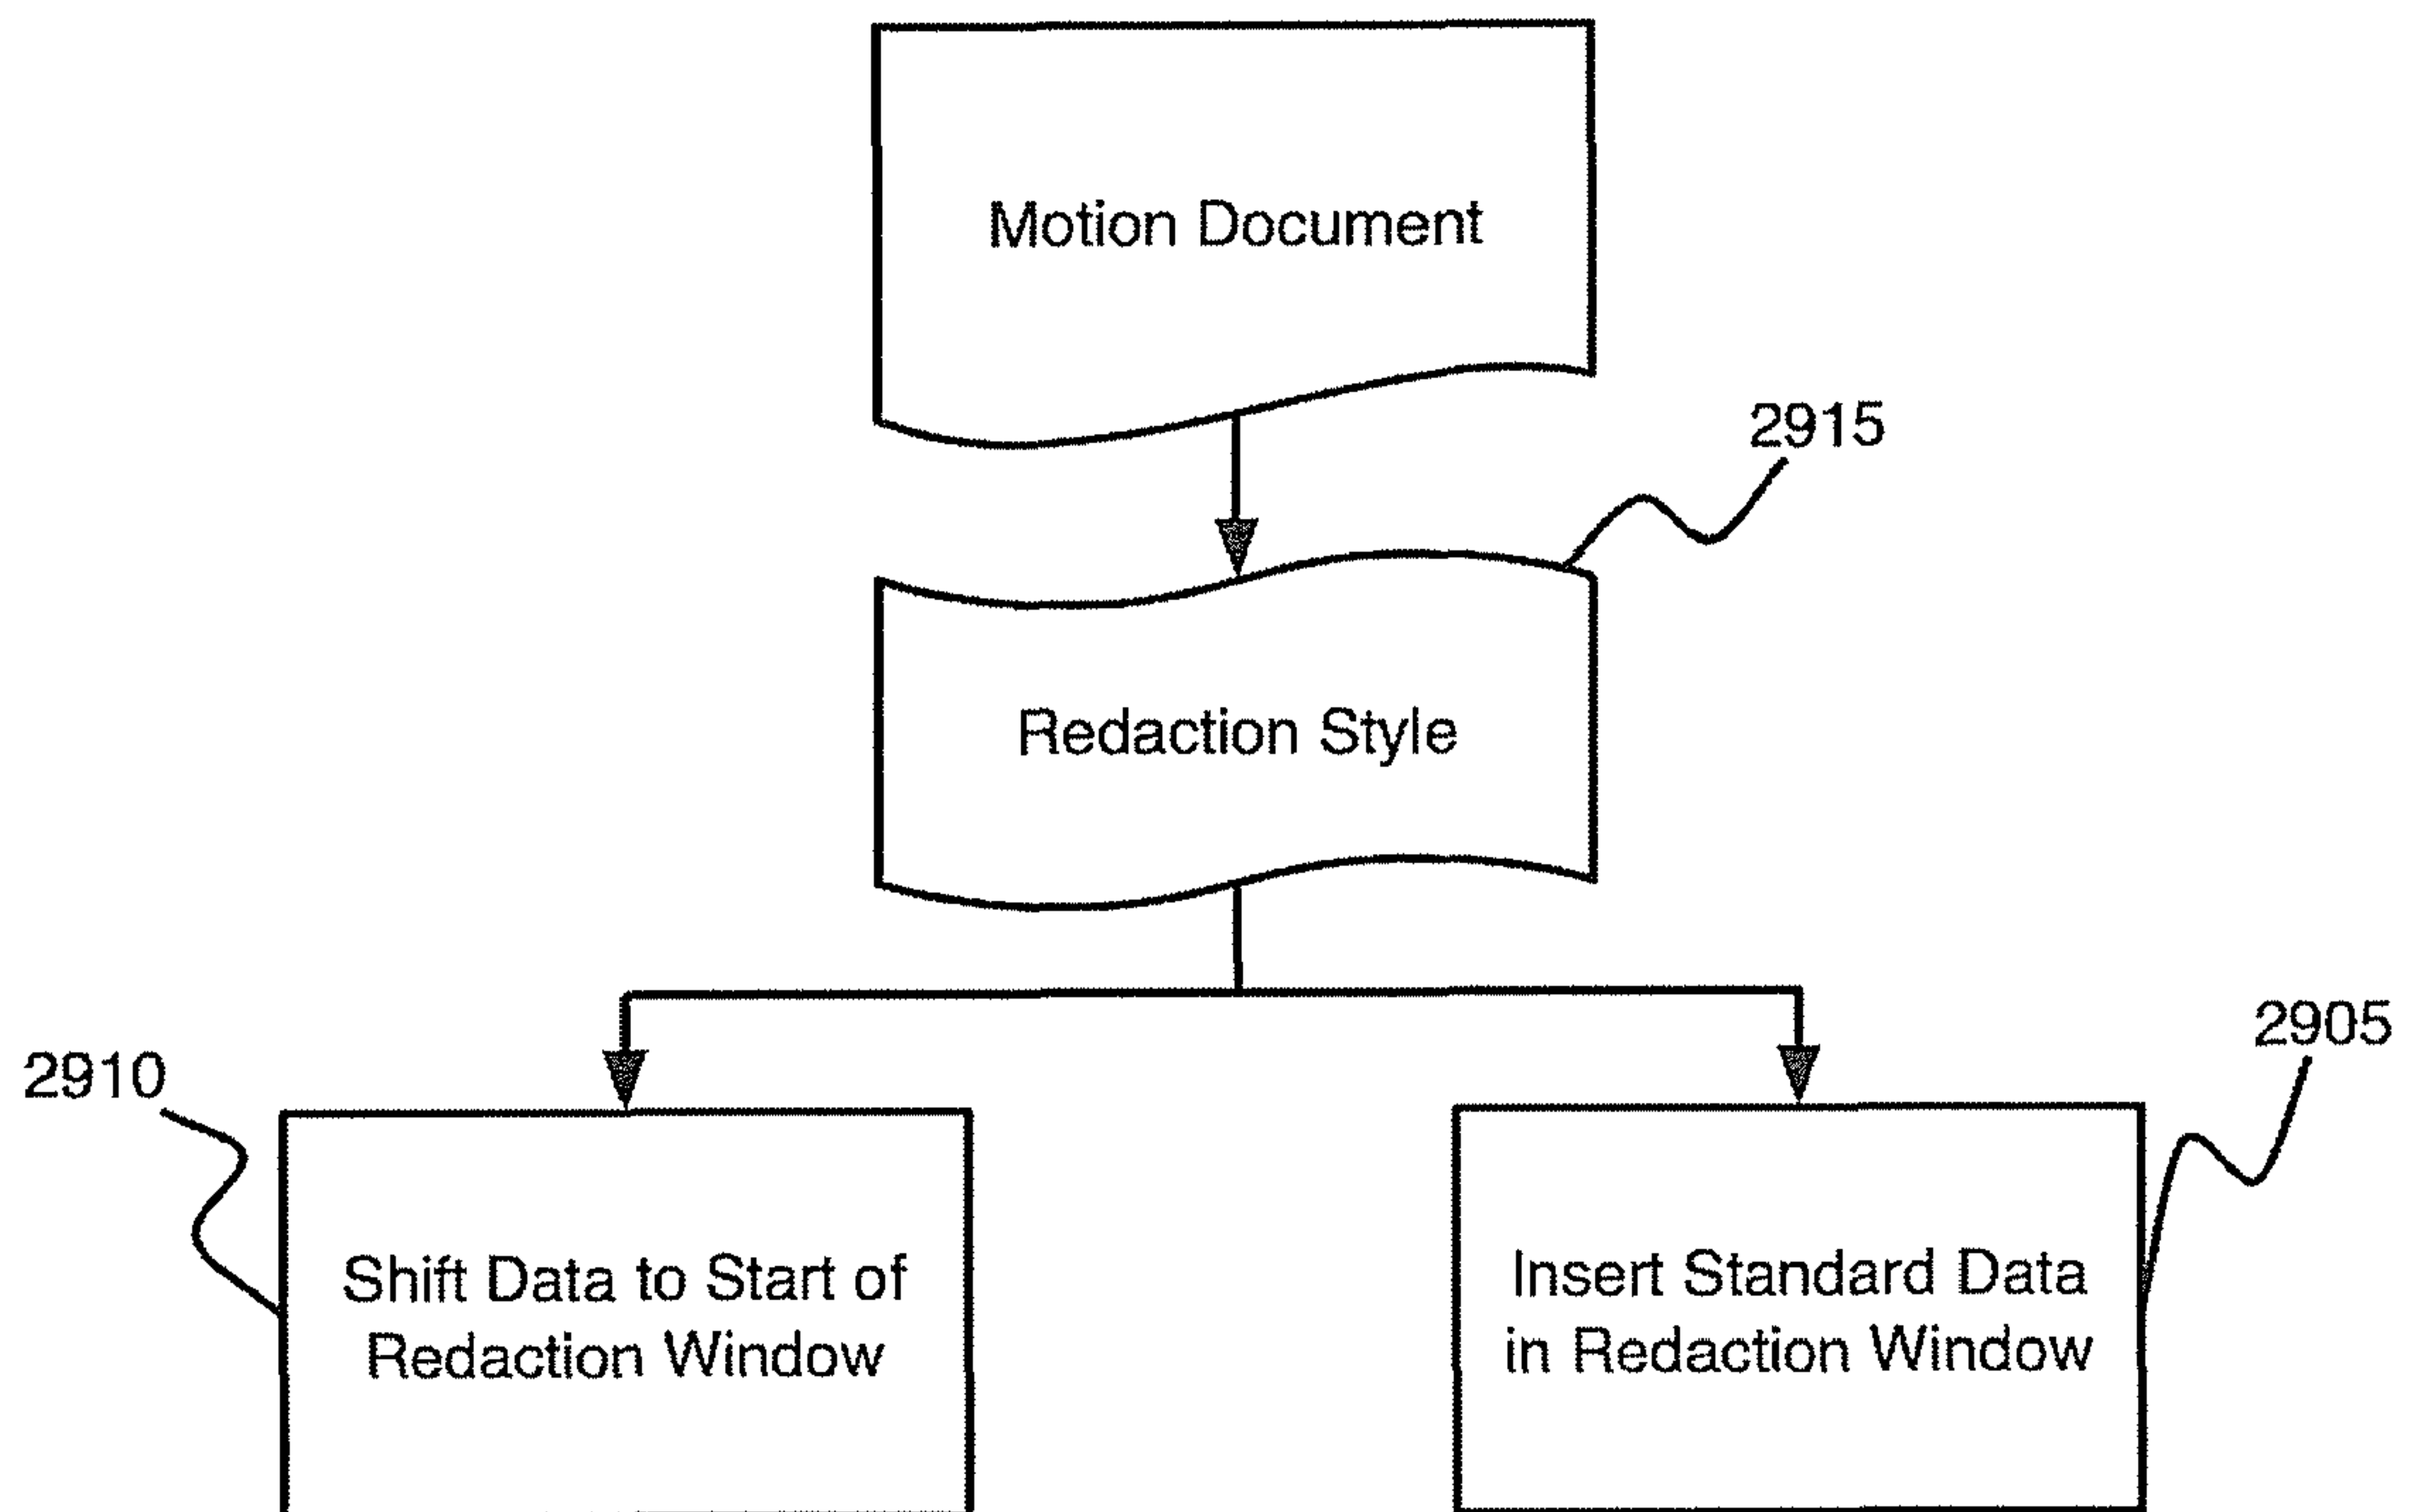 Motion Document
2915
Redaction Style
2905
2910
Shift Data to Start of
Redaction Window
Insert Standard Data
in Redaction Window